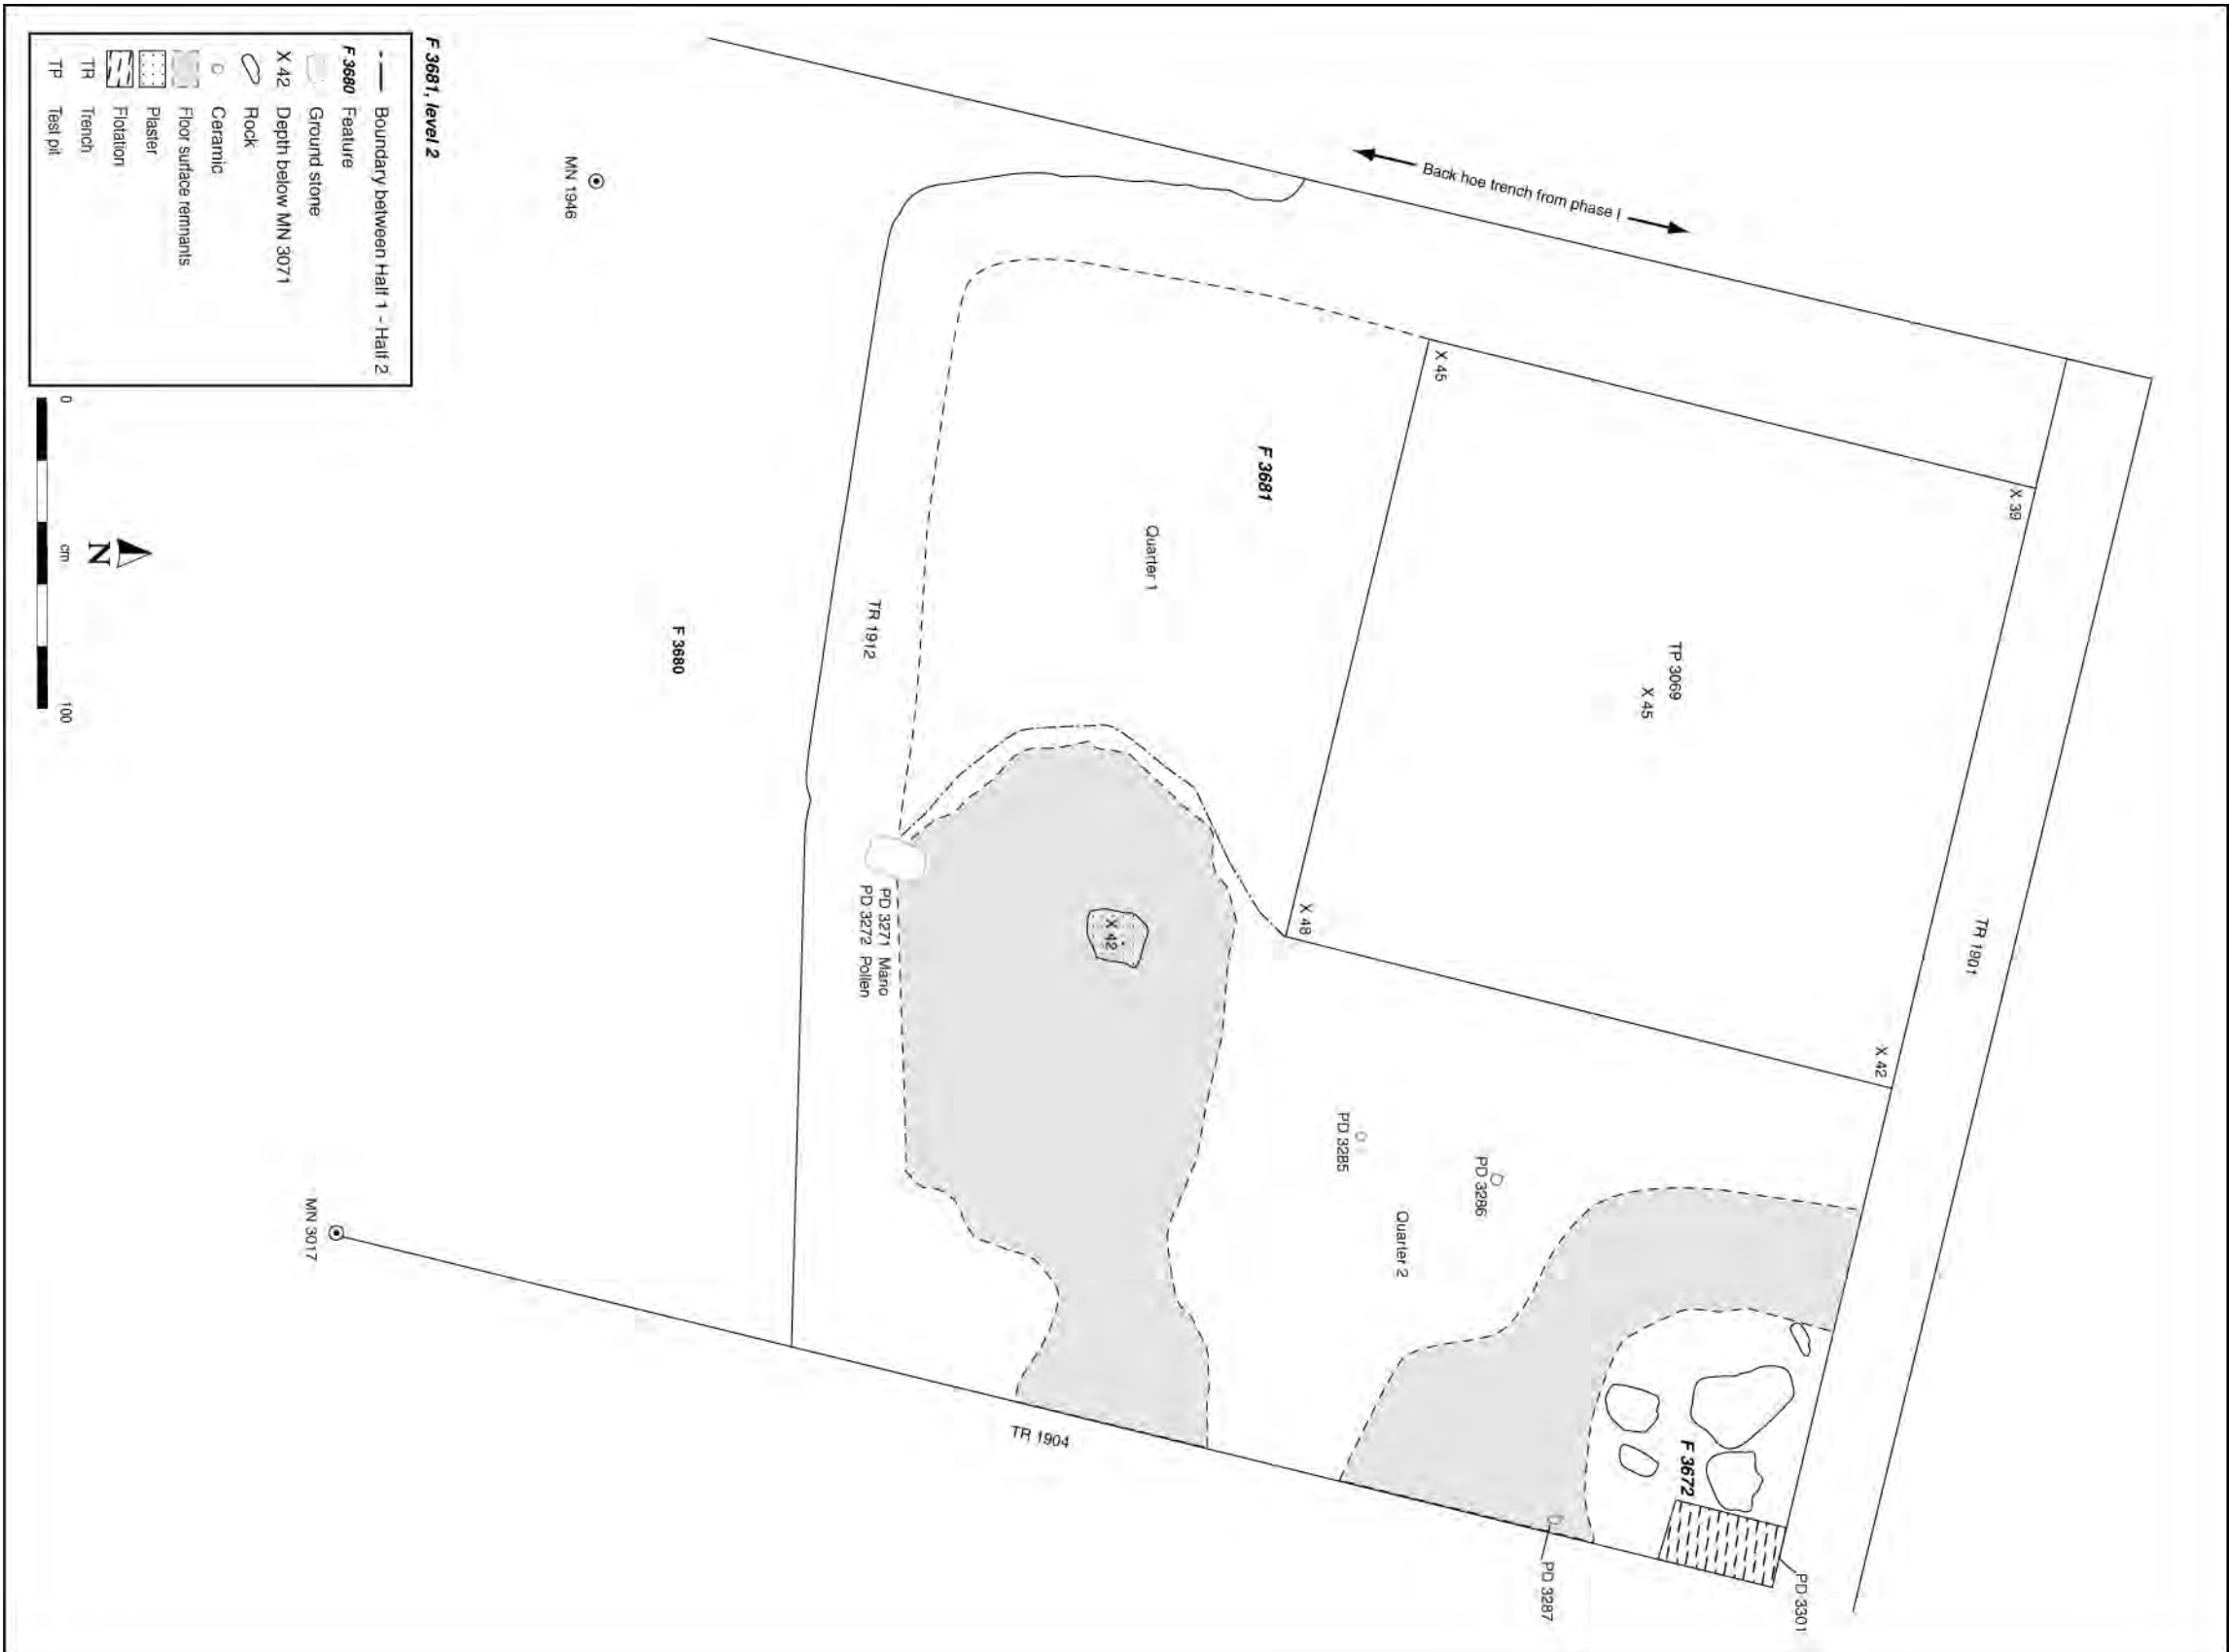 F 3681, level 2
Boundary between Half 1 - Half 2
F 3680 Feature
Ground stone
X 42 Depth below MN 3071
Rock
Ceramic
Floor surface remnants
Plaster
Flotation
TR Trench
TP Test pit
0 cm 100
N
MN 1946
Back hoe trench from phase I
X 45
X 39
F 3681
Quarter 1
TP 3069
X 45
TR 1912
F 3680
X 48
X 42
PD 3271 Mano
PD 3272 Pollen
TR 1901
X 42
PD 3285
PD 3286
Quarter 2
MN 3017
TR 1904
F 3672
PD 3287
PD 3301